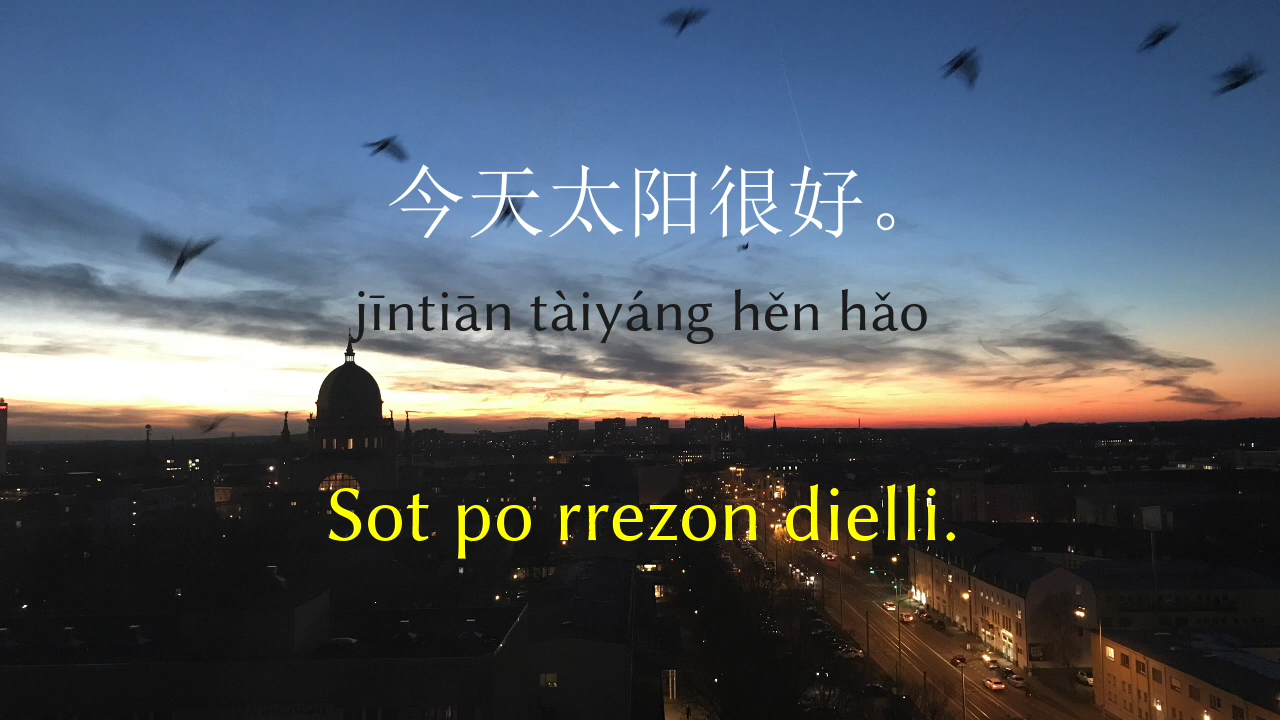 今天太阳很好。
jīntiān tàiyáng hěn hǎo
Sot po rrezon dielli.